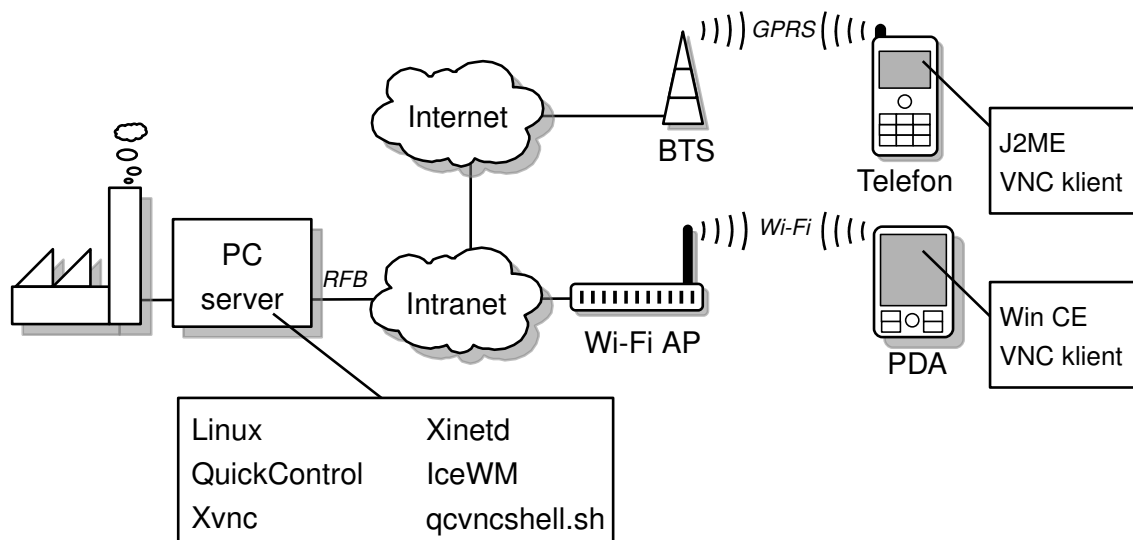 GPRS
Internet
BTS
Telefon
J2ME
VNC klient
PC
server
RFB
Intranet
Wi-Fi AP
Wi-Fi
PDA
Win CE
VNC klient
Linux Xinetd
QuickControl IceWM
Xvnc qcvncshell.sh